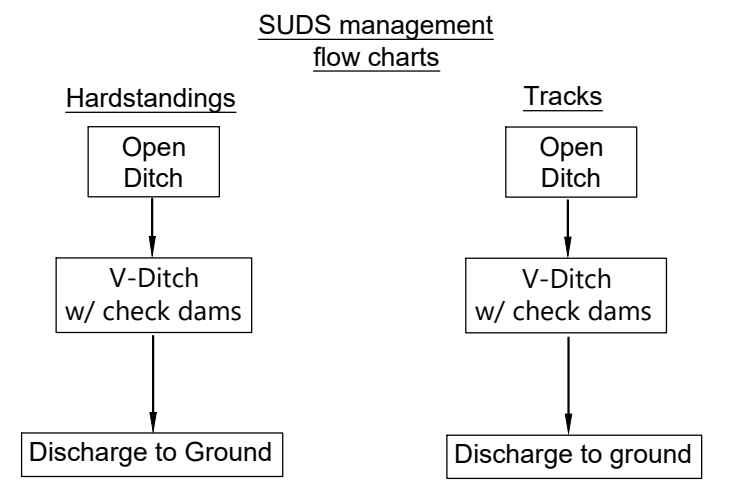 SUDS management
flow charts
Hardstandings
Open
Ditch
V-Ditch
w/ check dams
Discharge to Ground
Tracks
Open
Ditch
V-Ditch
w/ check dams
Discharge to ground